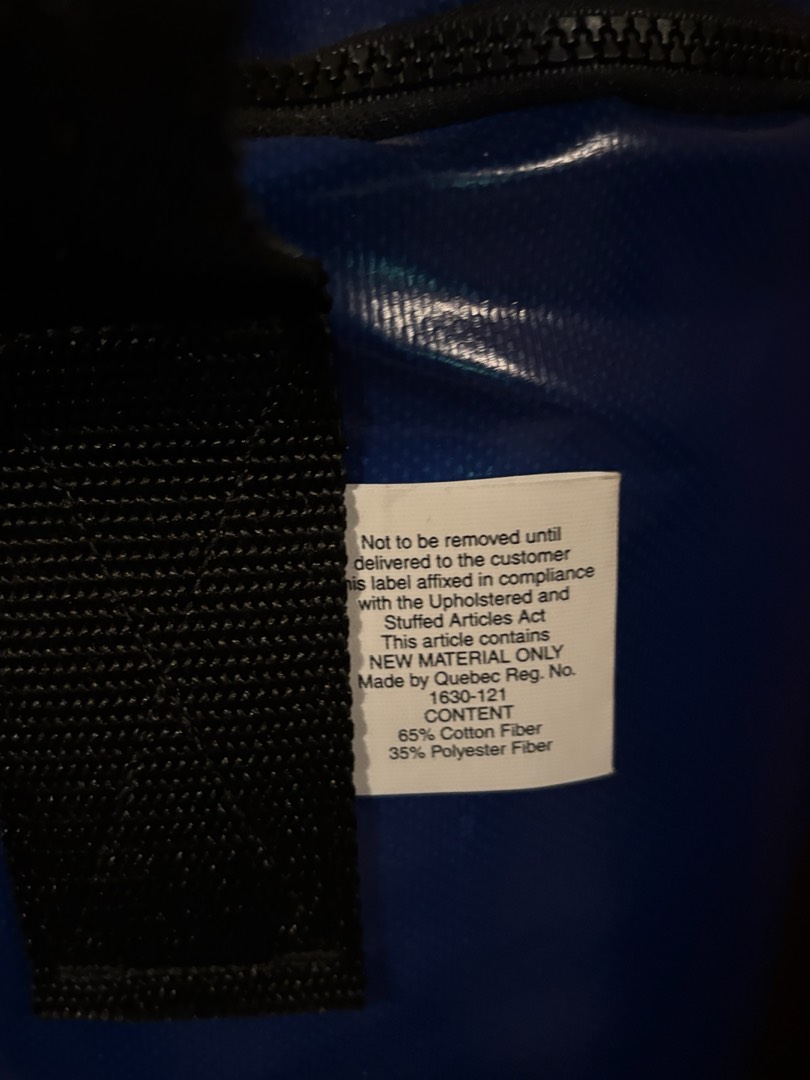 Not to be removed until
delivered to the customer
his label affixed in compliance
with the Upholstered and
Stuffed Articles Act
This article contains
NEW MATERIAL ONLY
Made by Quebec Reg. No.
1630-121
CONTENT
65% Cotton Fiber
35% Polyester Fiber